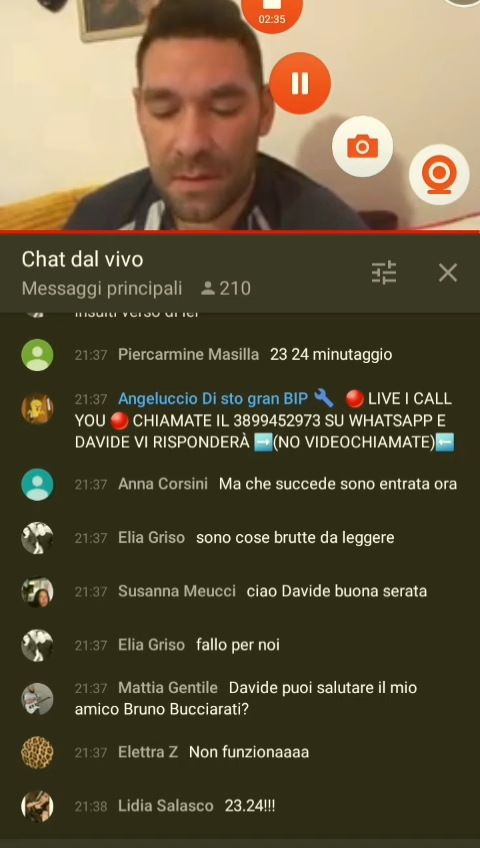 02:35
Chat dal vivo
Messaggi principali 210
insulti verso di lei
21:37 Piercarmine Masilla 23 24 minutaggio
21:37 Angeluccio Di sto gran BIP 🔧 🔴 LIVE I CALL
YOU 🔴 CHIAMATE IL 3899452973 SU WHATSAPP E
DAVIDE VI RISPONDERÀ ➡️(NO VIDEOCHIAMATE)⬅️
21:37 Anna Corsini Ma che succede sono entrata ora
21:37 Elia Griso sono cose brutte da leggere
21:37 Susanna Meucci ciao Davide buona serata
21:37 Elia Griso fallo per noi
21:37 Mattia Gentile Davide puoi salutare il mio
amico Bruno Bucciarati?
21:37 Elettra Z Non funzionaaaa
21:38 Lidia Salasco 23.24!!!